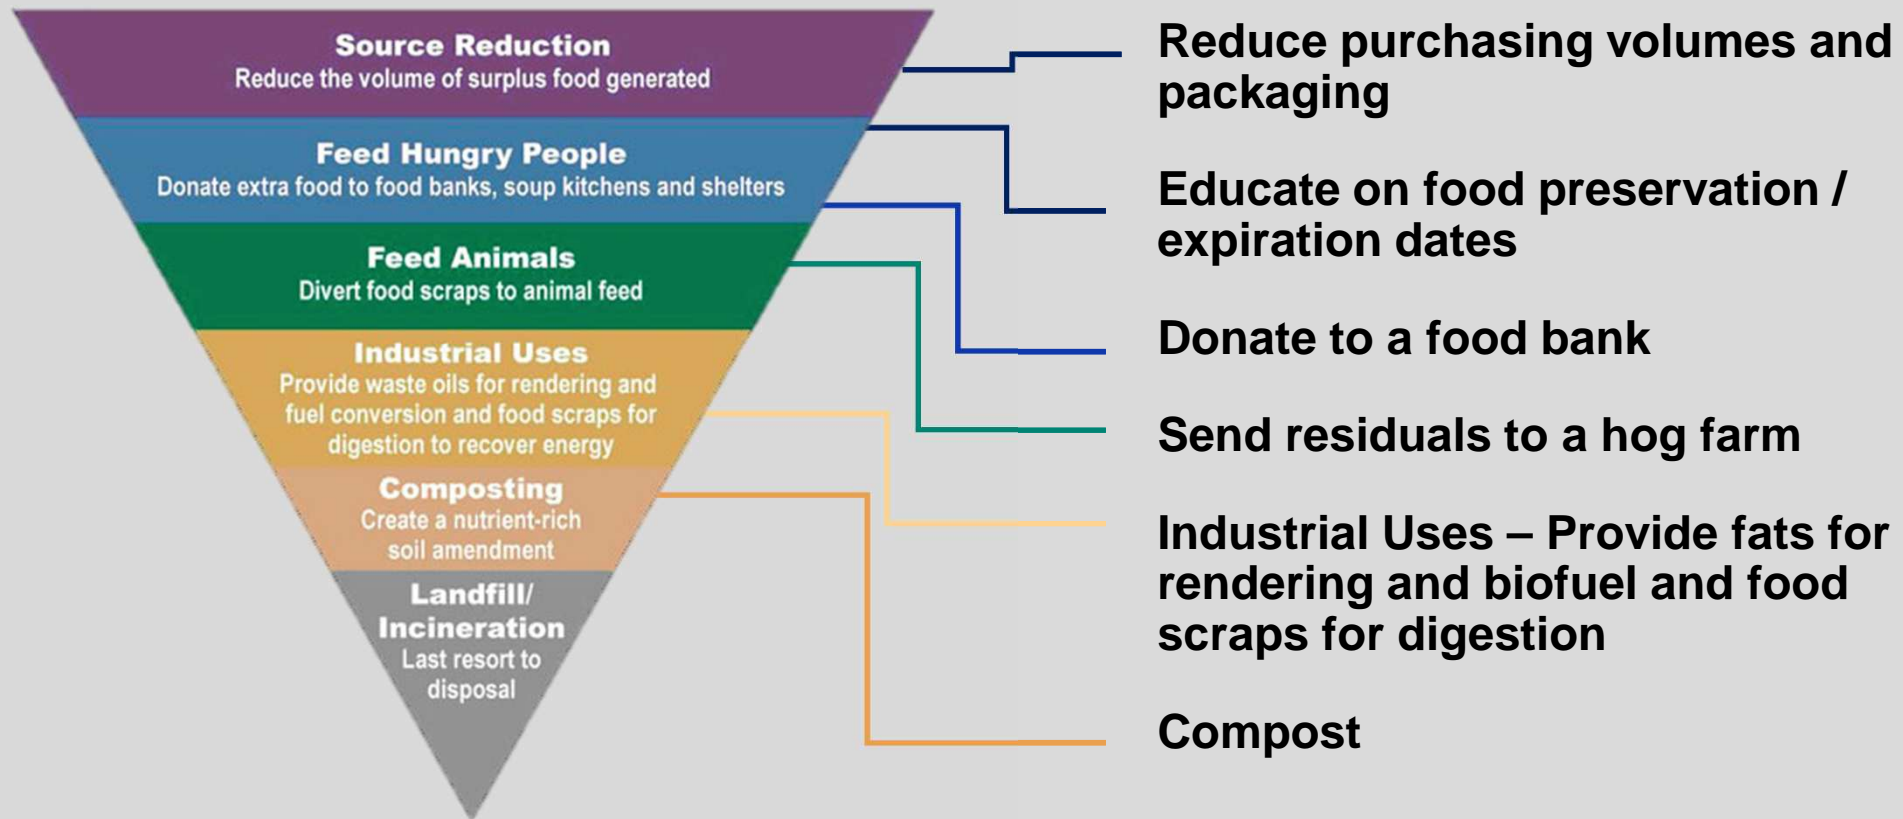 Source Reduction
Reduce the volume of surplus food generated
Feed Hungry People
Donate extra food to food banks, soup kitchens and shelters
Feed Animals
Divert food scraps to animal feed
Industrial Uses
Provide waste oils for rendering and
fuel conversion and food scraps for
digestion to recover energy
Composting
Create a nutrient-rich
soil amendment
Landfill/
Incineration
Last resort to
disposal
Reduce purchasing volumes and
packaging
Educate on food preservation /
expiration dates
Donate to a food bank
Send residuals to a hog farm
Industrial Uses – Provide fats for
rendering and biofuel and food
scraps for digestion
Compost